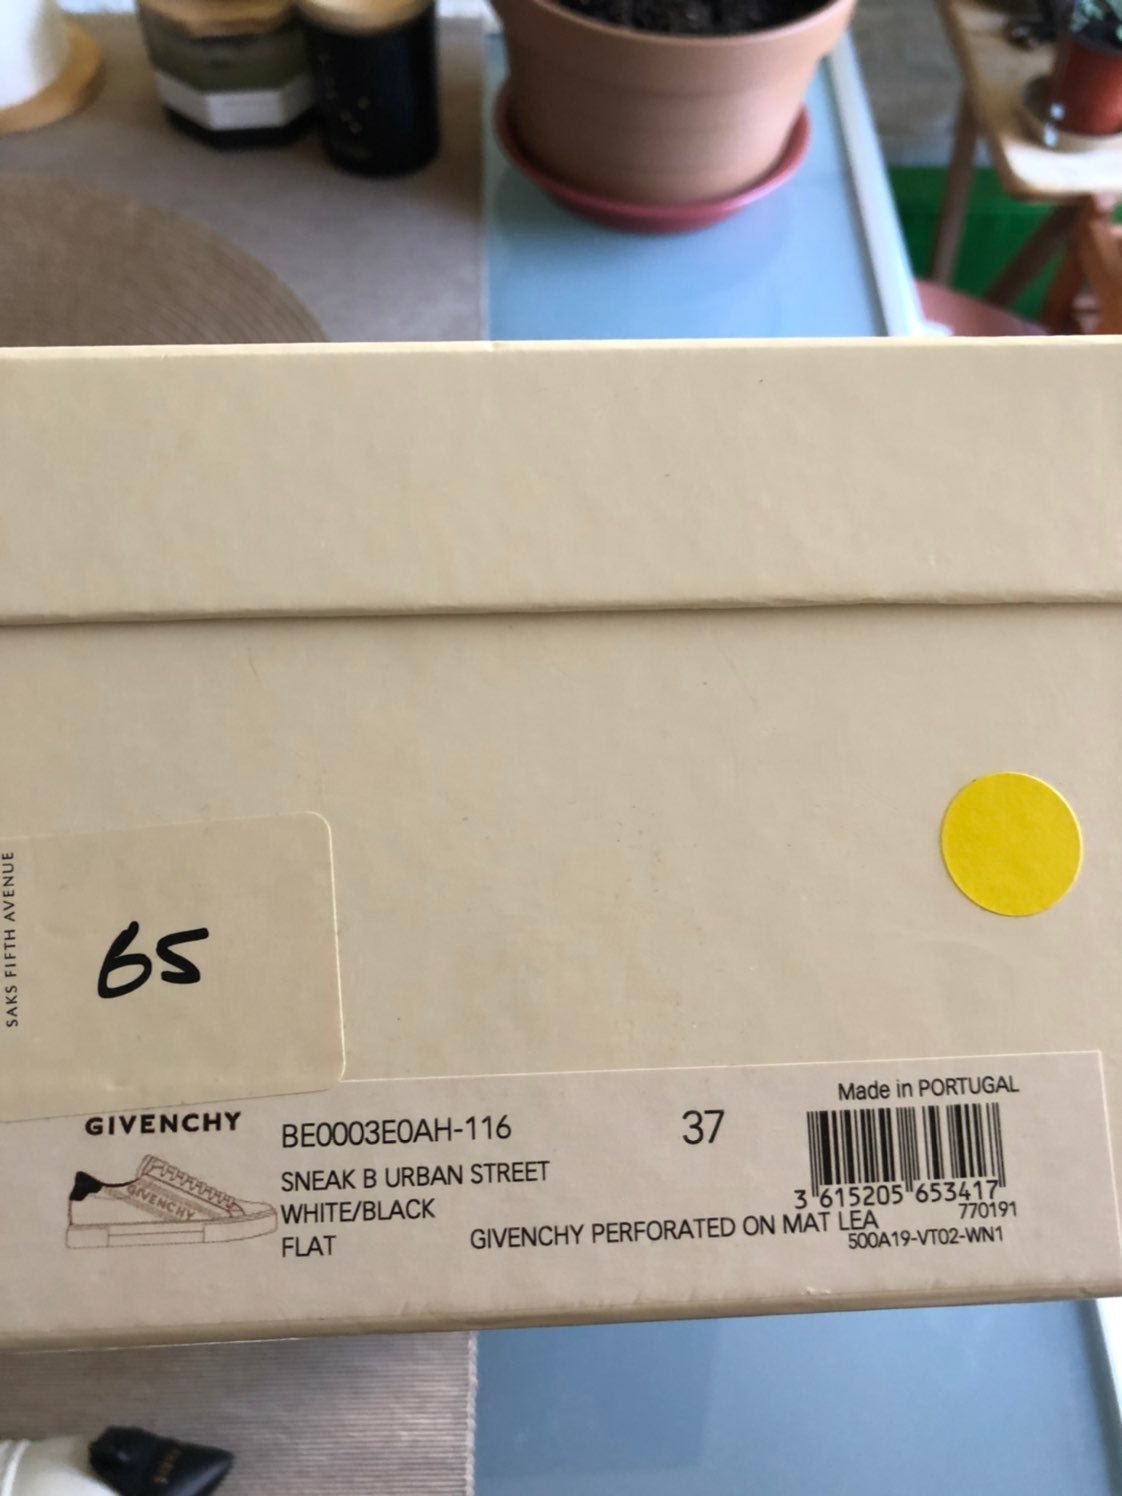 SAKS FIFTH AVENUE
65
GIVENCHY
GIVENCHY
BE0003E0AH-116
37
SNEAK B URBAN STREET
WHITE/BLACK
FLAT
GIVENCHY PERFORATED ON MAT LEA
Made in PORTUGAL
3 615205 653417
770191
500A19-VT02-WN1